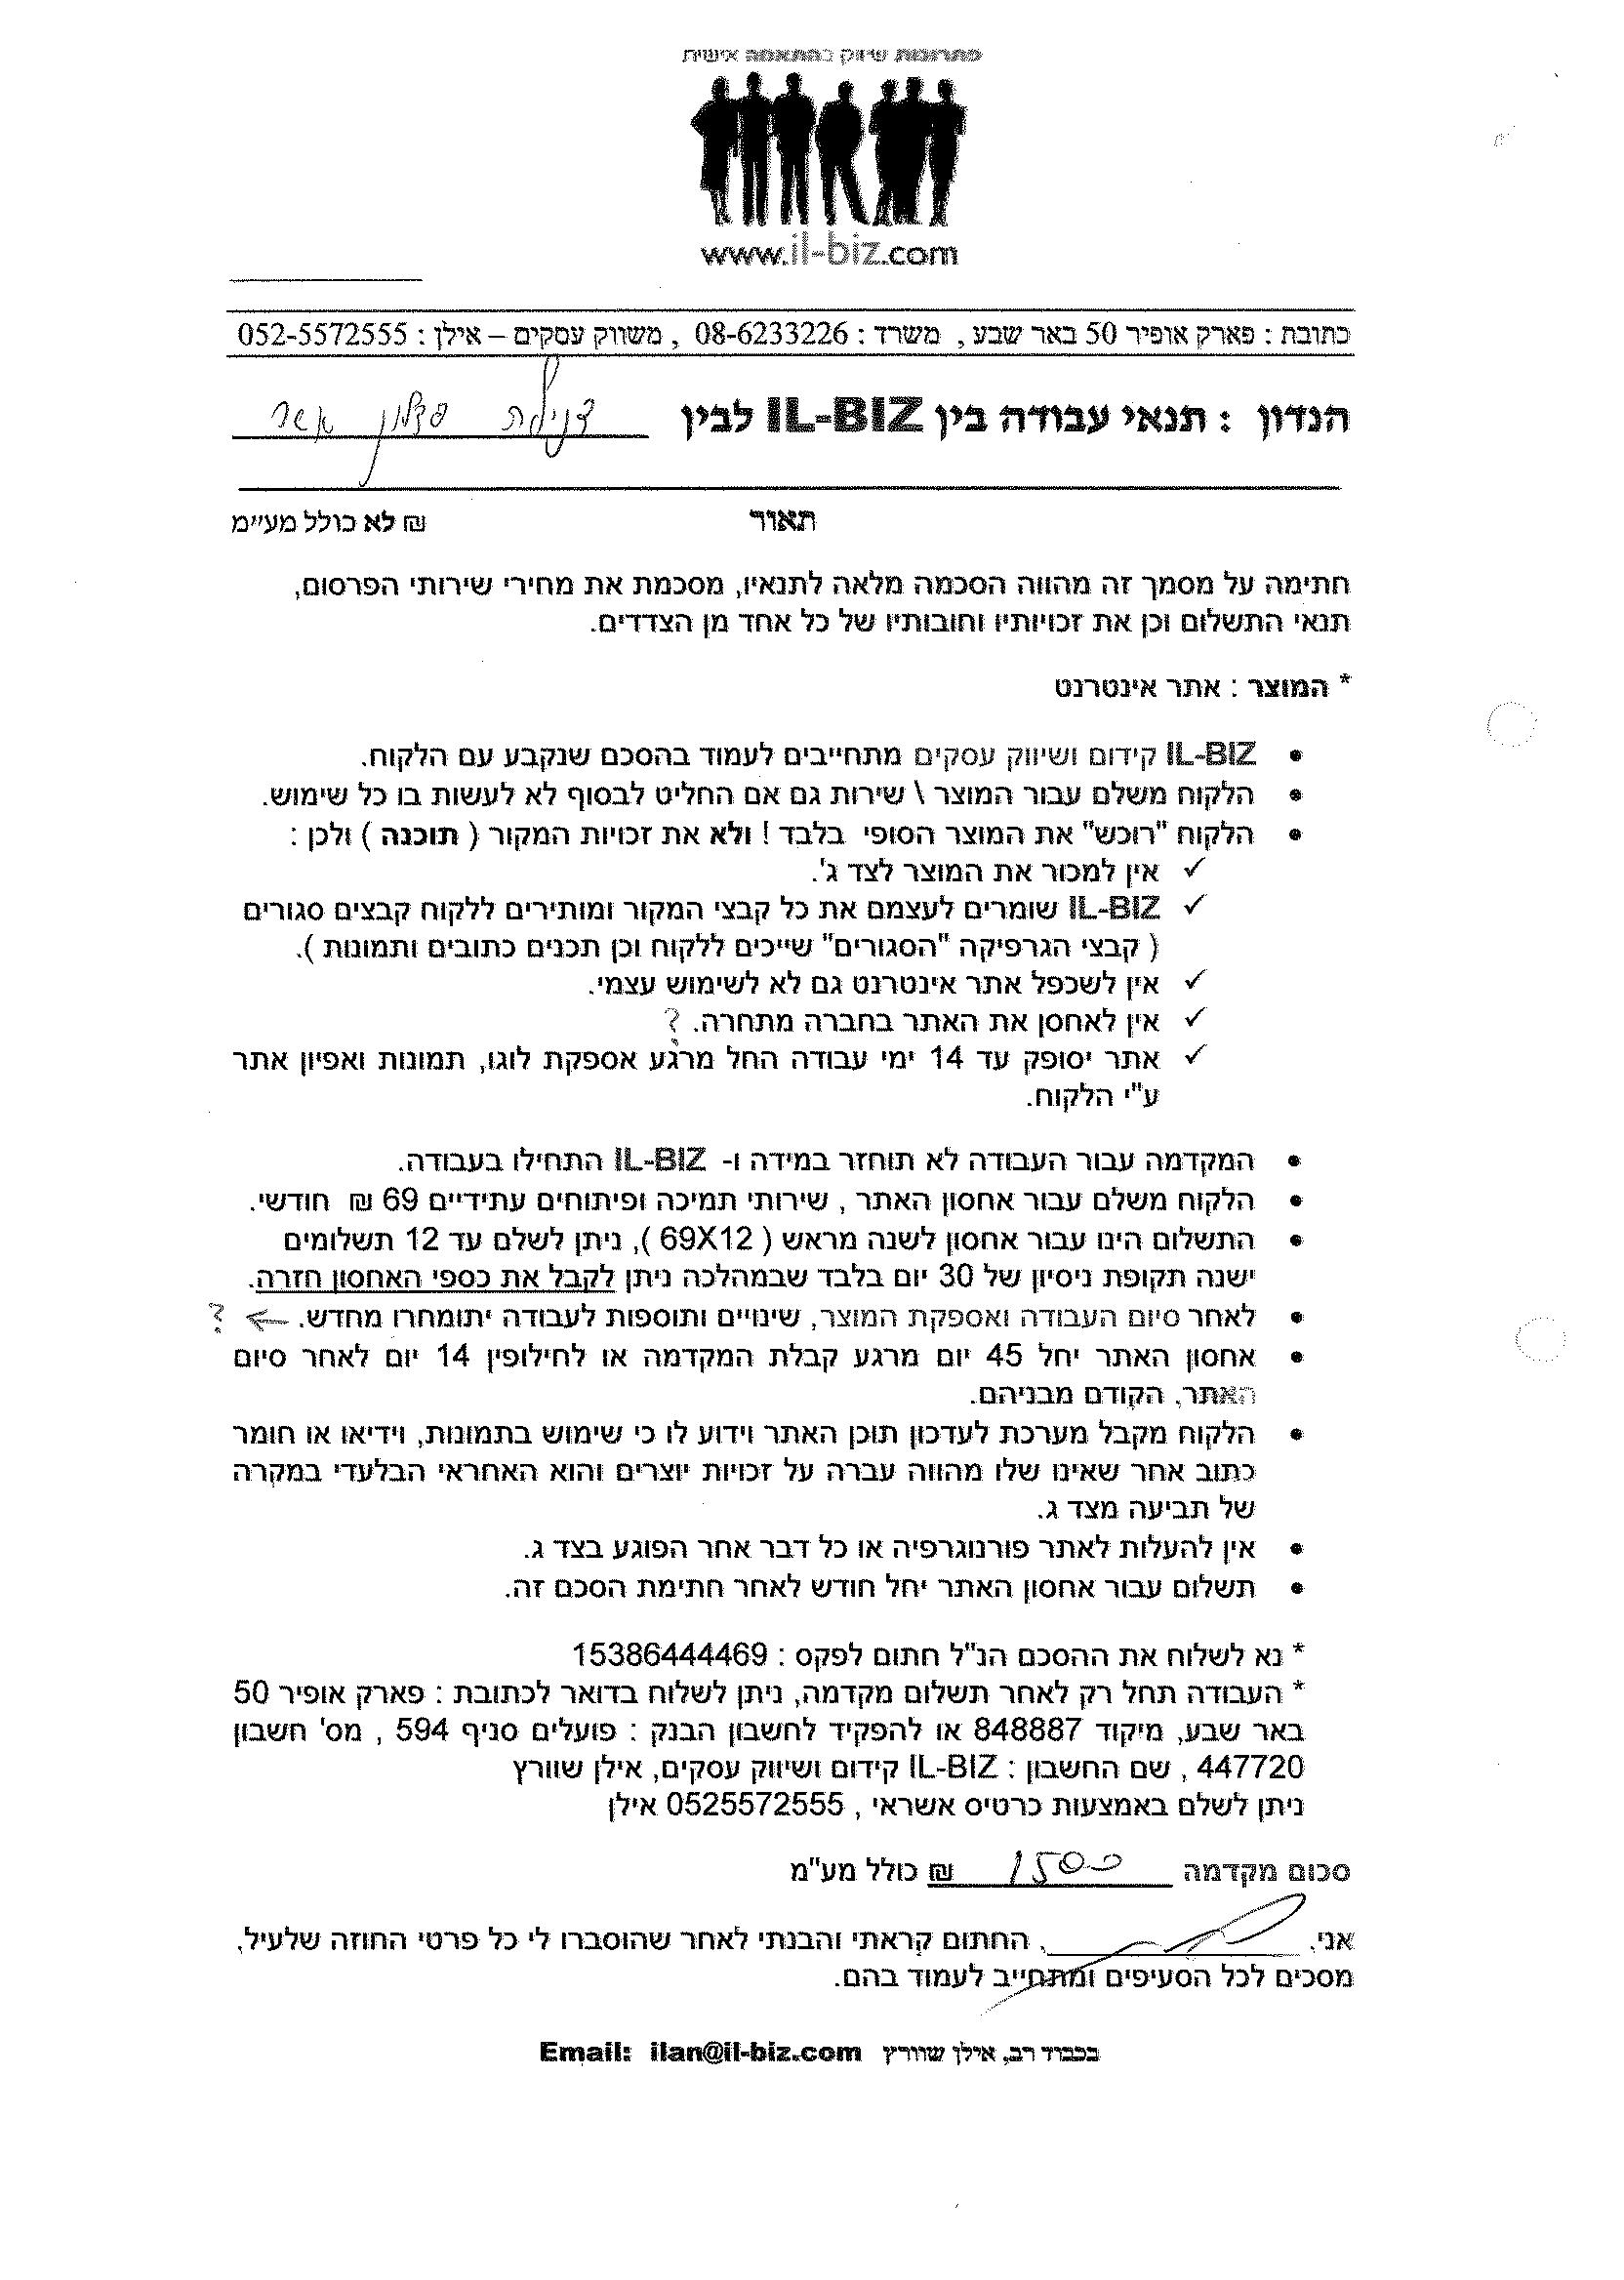 פתרונות שיווק בהתאמה אישית
www.il-biz.com
כתובת : פארק אופיר 50 באר שבע , משרד : 08-6233226 , משווק עסקים – אילן : 052-5572555
הנדון : תנאי עבודה בין IL-BIZ לבין
תאור ₪ לא כולל מע״מ
חתימה על מסמך זה מהווה הסכמה מלאה לתנאיו, מסכמת את מחירי שירותי הפרסום,
תנאי התשלום וכן את זכויותיו וחובותיו של כל אחד מן הצדדים.
* המוצר : אתר אינטרנט
• IL-BIZ קידום ושיווק עסקים מתחייבים לעמוד בהסכם שנקבע עם הלקוח.
• הלקוח משלם עבור המוצר \ שירות גם אם החליט לבסוף לא לעשות בו כל שימוש.
• הלקוח "רוכש" את המוצר הסופי בלבד ! ולא את זכויות המקור ( תוכנה ) ולכן :
✓ אין למכור את המוצר לצד ג'.
✓ IL-BIZ שומרים לעצמם את כל קבצי המקור ומותירים ללקוח קבצים סגורים
( קבצי הגרפיקה "הסגורים" שייכים ללקוח וכן תכנים כתובים ותמונות ).
✓ אין לשכפל אתר אינטרנט גם לא לשימוש עצמי.
✓ אין לאחסן את האתר בחברה מתחרה. ?
✓ אתר יסופק עד 14 ימי עבודה החל מרגע אספקת לוגו, תמונות ואפיון אתר
ע"י הלקוח.
• המקדמה עבור העבודה לא תוחזר במידה ו- IL-BIZ התחילו בעבודה.
• הלקוח משלם עבור אחסון האתר , שירותי תמיכה ופיתוחים עתידיים 69 ₪ חודשי.
• התשלום הינו עבור אחסון לשנה מראש ( 69X12 ), ניתן לשלם עד 12 תשלומים
ישנה תקופת ניסיון של 30 יום בלבד שבמהלכה ניתן לקבל את כספי האחסון חזרה.
• לאחר סיום העבודה ואספקת המוצר, שינויים ותוספות לעבודה יתומחרו מחדש. ← ?
• אחסון האתר יחל 45 יום מרגע קבלת המקדמה או לחילופין 14 יום לאחר סיום
האתר, הקודם מבניהם.
• הלקוח מקבל מערכת לעדכון תוכן האתר וידוע לו כי שימוש בתמונות, וידיאו או חומר
כתוב אחר שאינו שלו מהווה עברה על זכויות יוצרים והוא האחראי הבלעדי במקרה
של תביעה מצד ג.
• אין להעלות לאתר פורנוגרפיה או כל דבר אחר הפוגע בצד ג.
• תשלום עבור אחסון האתר יחל חודש לאחר חתימת הסכם זה.
* נא לשלוח את ההסכם הנ"ל חתום לפקס : 15386444469
* העבודה תחל רק לאחר תשלום מקדמה, ניתן לשלוח בדואר לכתובת : פארק אופיר 50
באר שבע, מיקוד 848887 או להפקיד לחשבון הבנק : פועלים סניף 594 , מס' חשבון
447720 , שם החשבון : IL-BIZ קידום ושיווק עסקים, אילן שוורץ
ניתן לשלם באמצעות כרטיס אשראי , 0525572555 אילן
סכום מקדמה 1500 ₪ כולל מע"מ
אני, , החתום קראתי והבנתי לאחר שהוסברו לי כל פרטי החוזה שלעיל,
מסכים לכל הסעיפים ומתחייב לעמוד בהם.
בכבוד רב, אילן שוורץ Email: ilan@il-biz.com